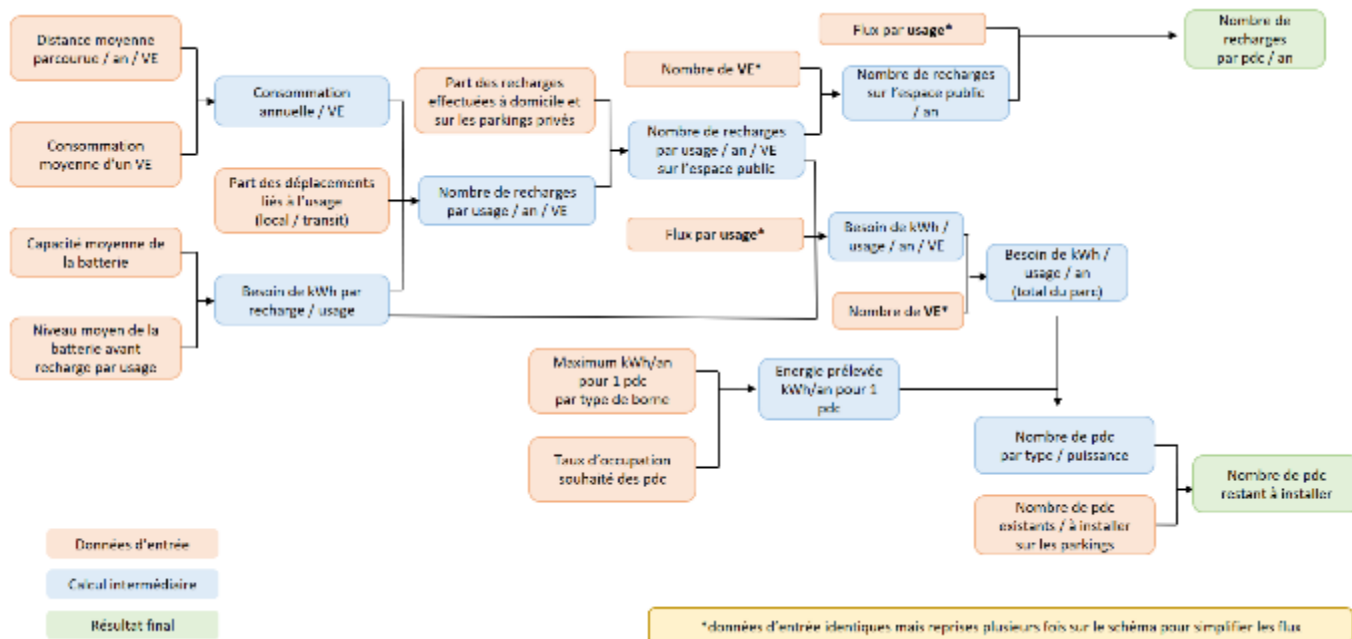 Distance moyenne
parcourue / an / VE
Consommation
moyenne d'un VE
Capacité moyenne de
la batterie
Niveau moyen de la
batterie avant
recharge par usage
Consommation
annuelle / VE
Part des déplacements
liés à l'usage
(local / transit)
Besoin de kWh par
recharge / usage
Part des recharges
effectuées à domicile et
sur les parkings privés
Nombre de recharges
par usage / an / VE
Nombre de VE*
Nombre de recharges
par usage / an / VE
sur l'espace public
Flux par usage*
Flux par usage*
Nombre de recharges
sur l'espace public
/ an
Besoin de kWh /
usage / an / VE
Nombre de VE*
Besoin de kWh /
usage / an
(total du parc)
Nombre de
recharges
par pdc / an
Maximum kWh/an
pour 1 pdc
par type de borne
Taux d'occupation
souhaité des pdc
Energie prélevée
kWh/an pour 1
pdc
Nombre de pdc
par type / puissance
Nombre de pdc
existants / à installer
sur les parkings
Nombre de pdc
restant à installer
Données d'entrée
Calcul intermédiaire
Résultat final
*données d'entrée identiques mais reprises plusieurs fois sur le schéma pour simplifier les flux